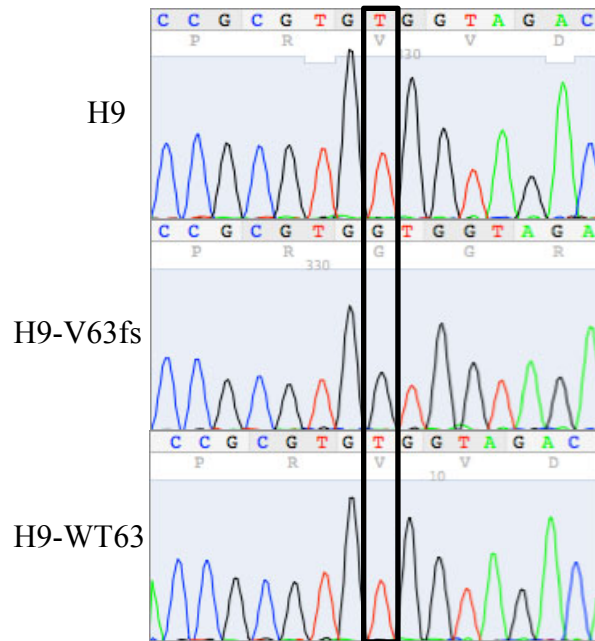 C C G C G T G T G G T A G A C
P R V V D
330
H9
C C G C G T G G T G G T A G A
P R G G R
330
H9-V63fs
C C G C G T G T G G T A G A C
P R V V D
10
H9-WT63